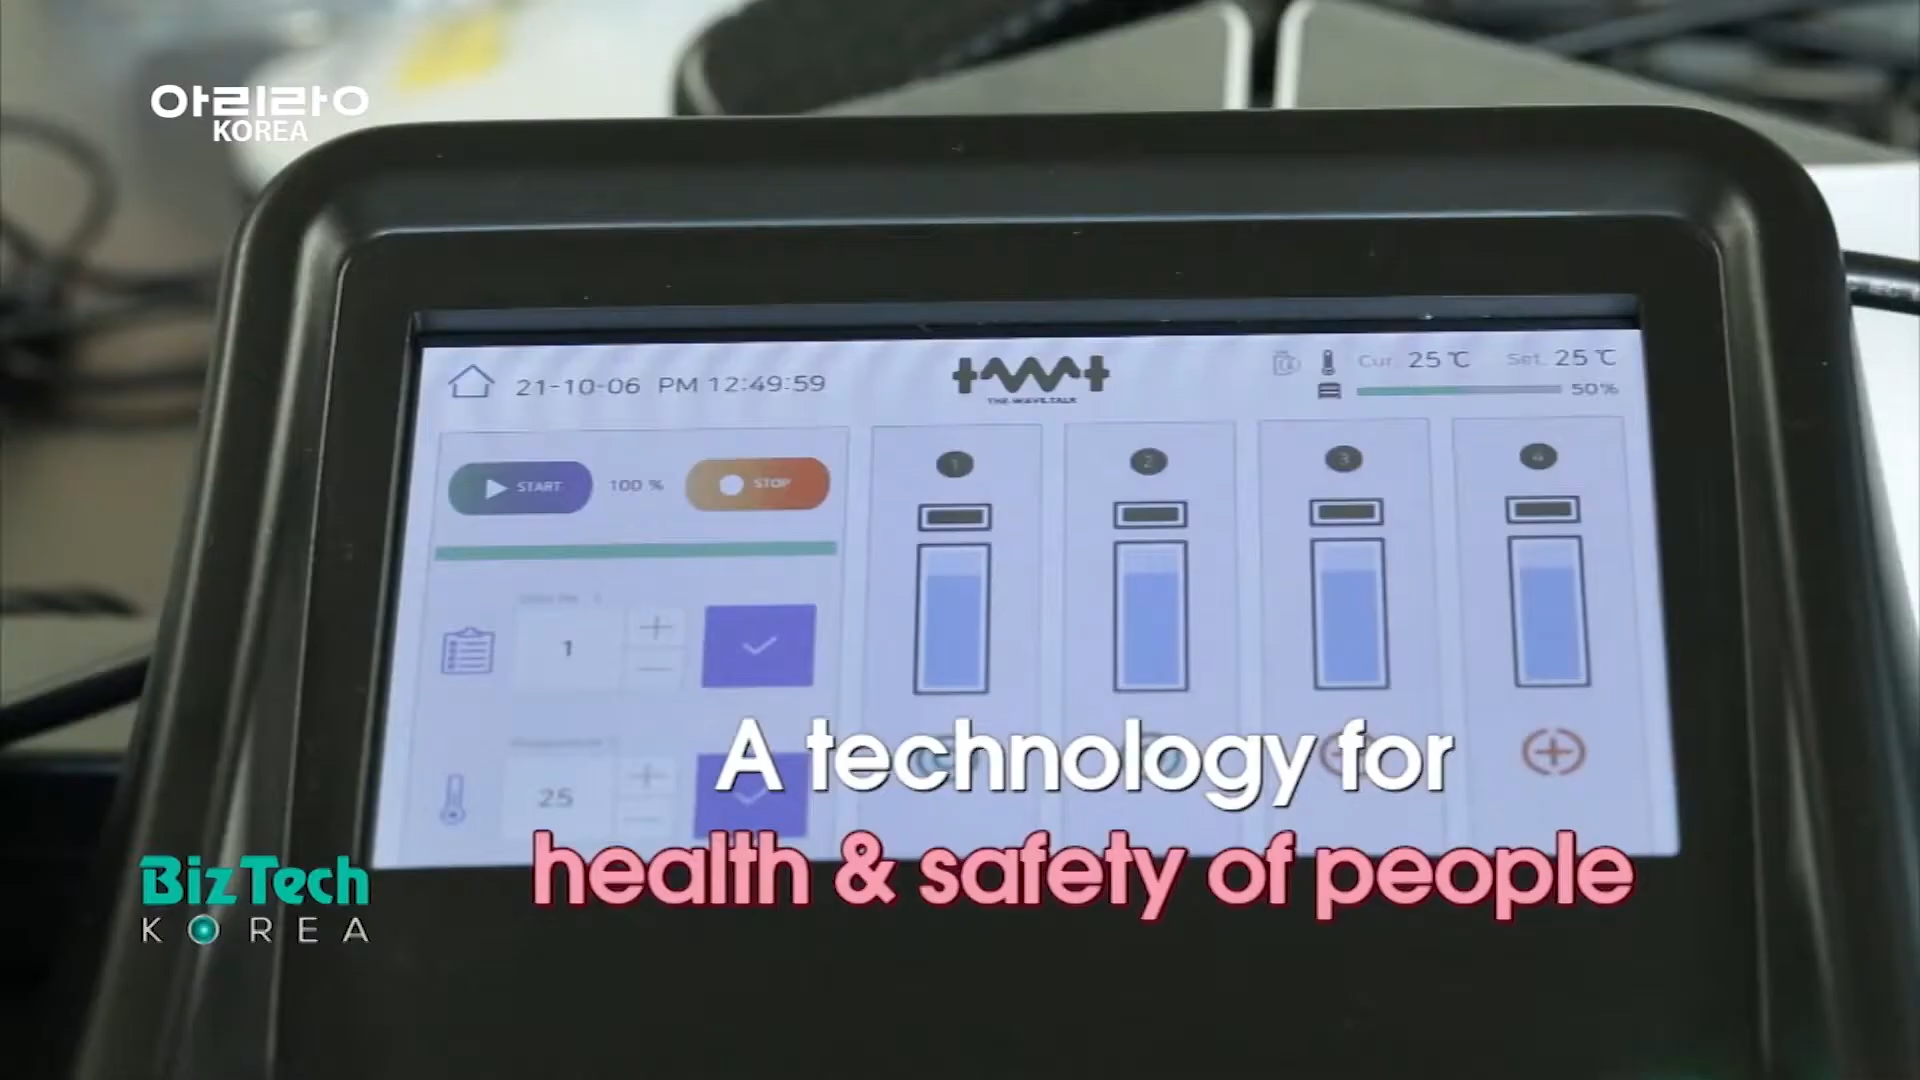 아리랑
KOREA
21-10-06 PM 12:49:59
THE.WAVE.TALK
Cur 25℃ Set. 25℃
50%
START 100 % STOP
1 2 3 4
1
25
A technology for
health & safety of people
BizTech
KOREA